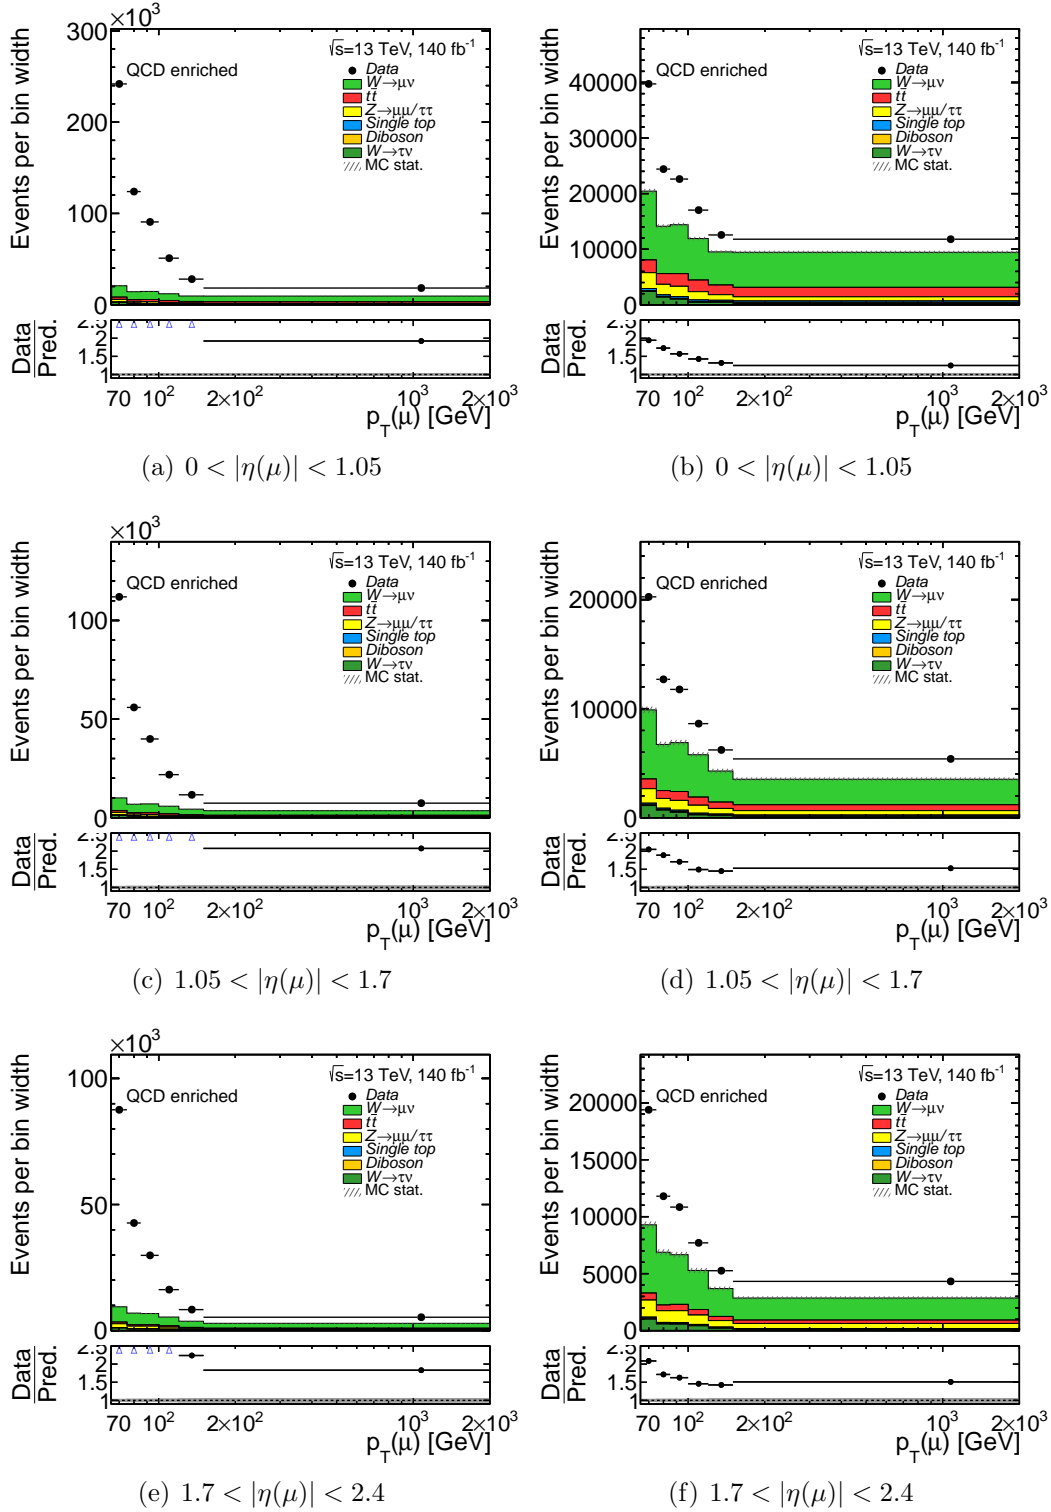 ×10³
Events per bin width
300
200
100
0
QCD enriched
√s=13 TeV, 140 fb⁻¹
Data
W→μν
tt̄
Z→μμ/ττ
Single top
Diboson
W→τν
MC stat.
Data
Pred.
2.5
2
1.5
1
70 10² 2×10² 10³ 2×10³
p_T(μ) [GeV]
(a) 0 < |η(μ)| < 1.05
Events per bin width
40000
30000
20000
10000
0
QCD enriched
√s=13 TeV, 140 fb⁻¹
Data
W→μν
tt̄
Z→μμ/ττ
Single top
Diboson
W→τν
MC stat.
Data
Pred.
2.5
2
1.5
1
70 10² 2×10² 10³ 2×10³
p_T(μ) [GeV]
(b) 0 < |η(μ)| < 1.05
×10³
Events per bin width
100
50
0
QCD enriched
√s=13 TeV, 140 fb⁻¹
Data
W→μν
tt̄
Z→μμ/ττ
Single top
Diboson
W→τν
MC stat.
Data
Pred.
2.5
2
1.5
1
70 10² 2×10² 10³ 2×10³
p_T(μ) [GeV]
(c) 1.05 < |η(μ)| < 1.7
Events per bin width
20000
10000
0
QCD enriched
√s=13 TeV, 140 fb⁻¹
Data
W→μν
tt̄
Z→μμ/ττ
Single top
Diboson
W→τν
MC stat.
Data
Pred.
2.5
2
1.5
1
70 10² 2×10² 10³ 2×10³
p_T(μ) [GeV]
(d) 1.05 < |η(μ)| < 1.7
×10³
Events per bin width
100
50
0
QCD enriched
√s=13 TeV, 140 fb⁻¹
Data
W→μν
tt̄
Z→μμ/ττ
Single top
Diboson
W→τν
MC stat.
Data
Pred.
2.5
2
1.5
1
70 10² 2×10² 10³ 2×10³
p_T(μ) [GeV]
(e) 1.7 < |η(μ)| < 2.4
Events per bin width
20000
15000
10000
5000
0
QCD enriched
√s=13 TeV, 140 fb⁻¹
Data
W→μν
tt̄
Z→μμ/ττ
Single top
Diboson
W→τν
MC stat.
Data
Pred.
2.5
2
1.5
1
70 10² 2×10² 10³ 2×10³
p_T(μ) [GeV]
(f) 1.7 < |η(μ)| < 2.4